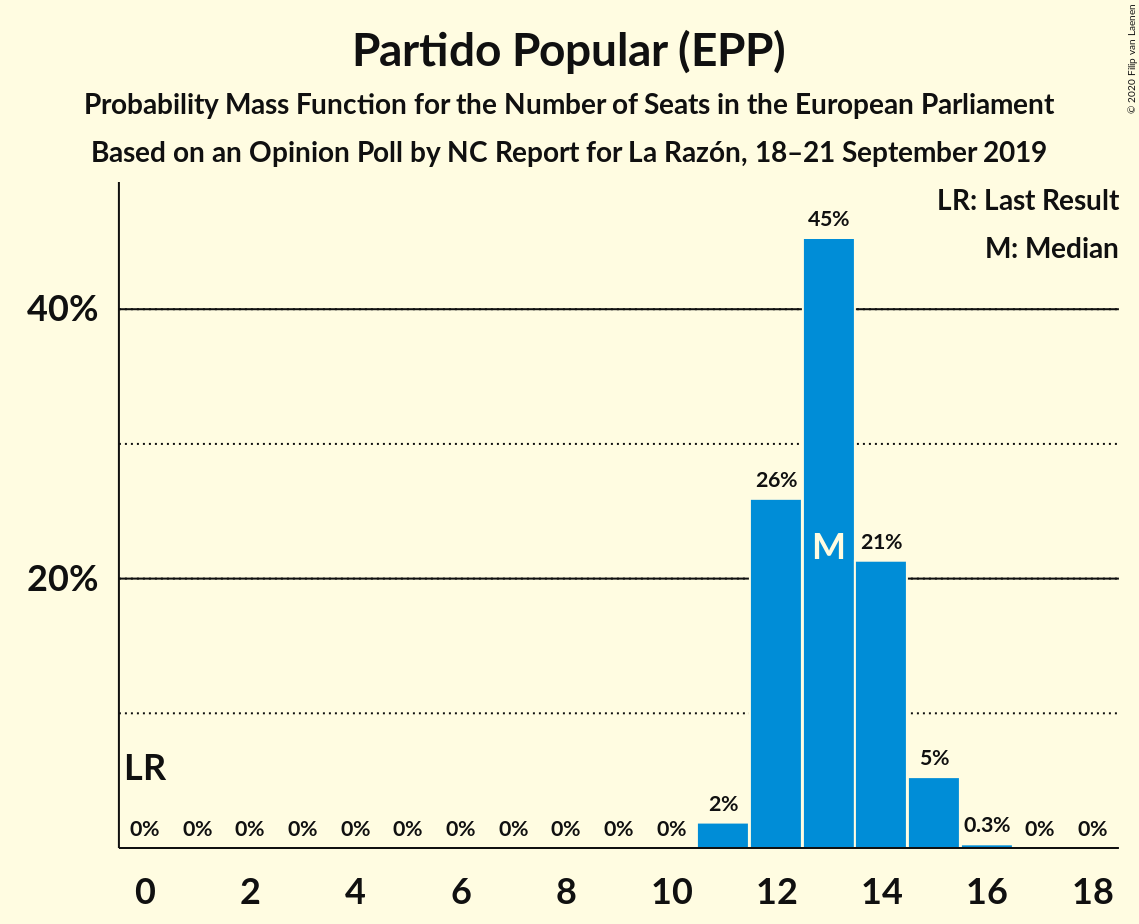 Partido Popular (EPP)
Probability Mass Function for the Number of Seats in the European Parliament
Based on an Opinion Poll by NC Report for La Razón, 18–21 September 2019
© 2020 Filip van Laenen
LR: Last Result
M: Median
45%
40%
26%
M
21%
20%
LR
5%
2%
0% 0% 0% 0% 0% 0% 0% 0% 0% 0% 0% 0.3% 0% 0%
0 2 4 6 8 10 12 14 16 18